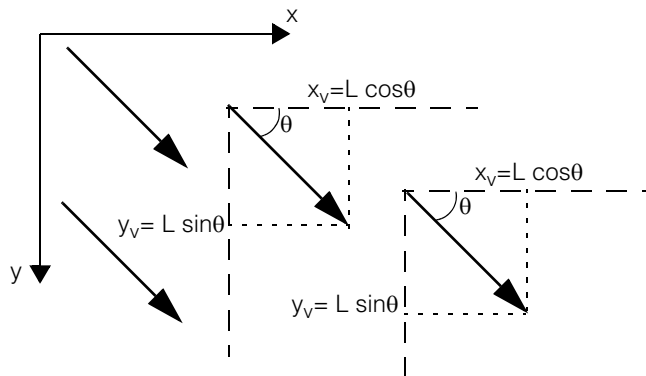 x
x_v=L cosθ
θ
x_v=L cosθ
θ
y_v= L sinθ
y
y_v= L sinθ